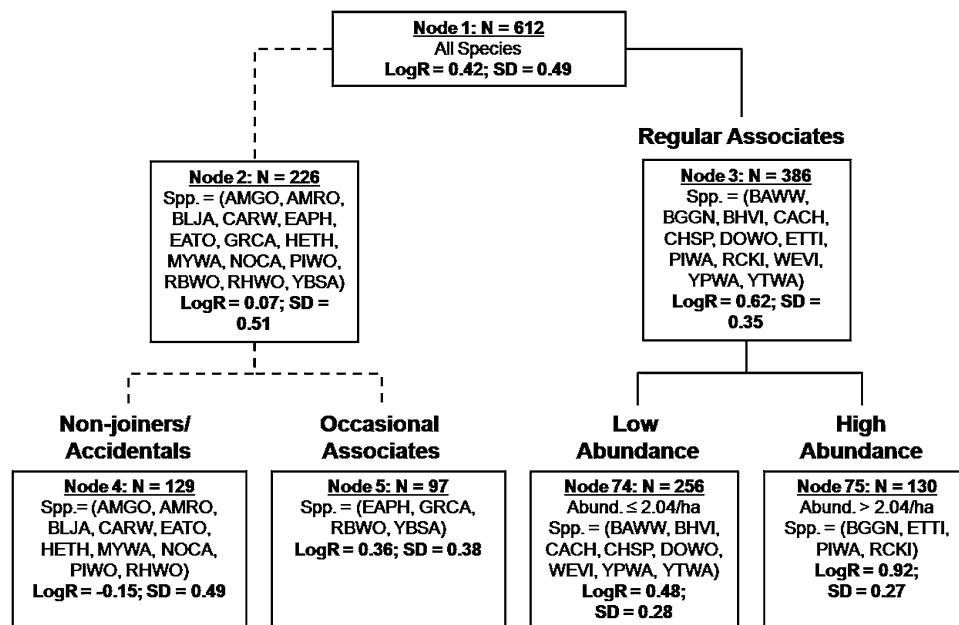 Node 1: N = 612
All Species
LogR = 0.42; SD = 0.49
Regular Associates
Node 2: N = 226
Spp. = (AMGO, AMRO,
BLJA, CARW, EAPH,
EATO, GRCA, HETH,
MYWA, NOCA, PIWO,
RBWO, RHWO, YBSA)
LogR = 0.07; SD =
0.51
Node 3: N = 386
Spp. = (BAWW,
BGGN, BHVI, CACH,
CHSP, DOWO, ETTI,
PIWA, RCKI, WEVI,
YPWA, YTWA)
LogR = 0.62; SD =
0.35
Non-joiners/
Accidentals
Node 4: N = 129
Spp.= (AMGO, AMRO,
BLJA, CARW, EATO,
HETH, MYWA, NOCA,
PIWO, RHWO)
LogR = -0.15; SD = 0.49
Occasional
Associates
Node 5: N = 97
Spp. = (EAPH, GRCA,
RBWO, YBSA)
LogR = 0.36; SD = 0.38
Low
Abundance
Node 74: N = 256
Abund. ≤ 2.04/ha
Spp. = (BAWW, BHVI,
CACH, CHSP, DOWO,
WEVI, YPWA, YTWA)
LogR = 0.48;
SD = 0.28
High
Abundance
Node 75: N = 130
Abund. > 2.04/ha
Spp. = (BGGN, ETTI,
PIWA, RCKI)
LogR = 0.92;
SD = 0.27